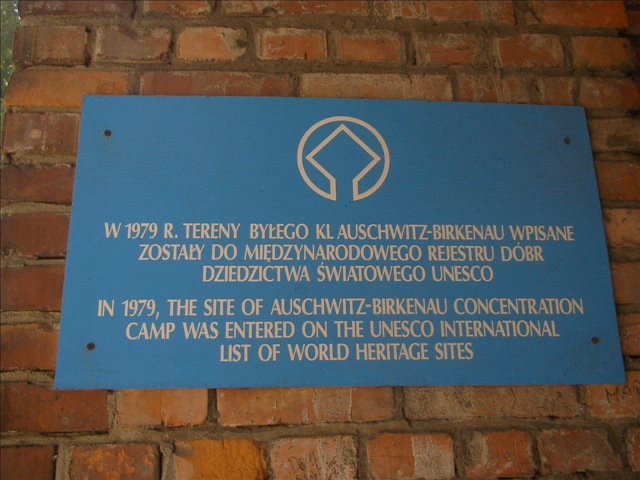 W 1979 R. TERENY BYŁEGO KL AUSCHWITZ-BIRKENAU WPISANE
ZOSTAŁY DO MIĘDZYNARODOWEGO REJESTRU DÓBR
DZIEDZICTWA ŚWIATOWEGO UNESCO
IN 1979, THE SITE OF AUSCHWITZ-BIRKENAU CONCENTRATION
CAMP WAS ENTERED ON THE UNESCO INTERNATIONAL
LIST OF WORLD HERITAGE SITES